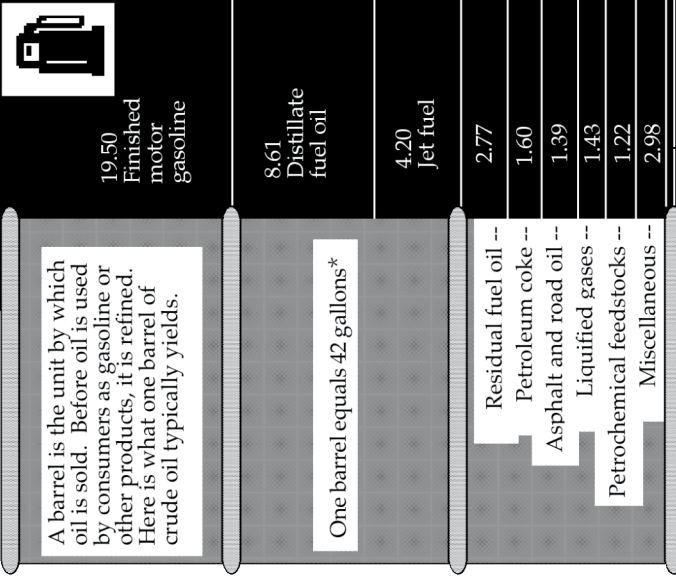 A barrel is the unit by which
oil is sold.  Before oil is used
by consumers as gasoline or
other products, it is refined.
Here is what one barrel of
crude oil typically yields.
19.50
Finished
motor
gasoline
One barrel equals 42 gallons*
8.61
Distillate
fuel oil
4.20
Jet fuel
Residual fuel oil -- 2.77
Petroleum coke -- 1.60
Asphalt and road oil -- 1.39
Liquified gases -- 1.43
Petrochemical feedstocks -- 1.22
Miscellaneous -- 2.98